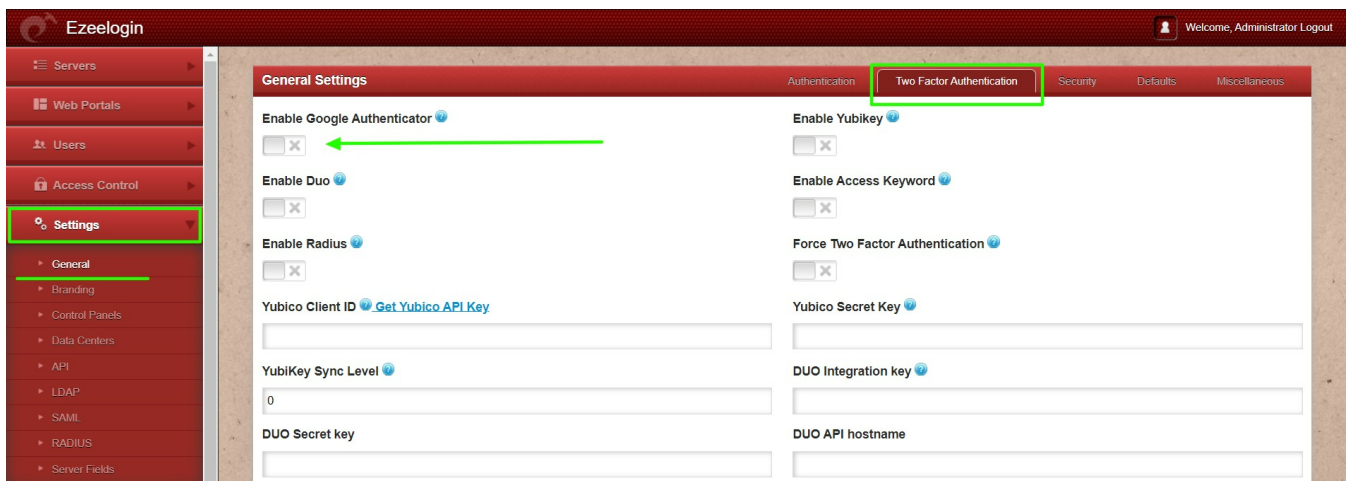 Ezeelogin
Welcome, Administrator Logout
Servers
Web Portals
Users
Access Control
Settings
General
Branding
Control Panels
Data Centers
API
LDAP
SAML
RADIUS
Server Fields
General Settings
Authentication
Two Factor Authentication
Security
Defaults
Miscellaneous
Enable Google Authenticator ?
Enable Yubikey ?
Enable Duo ?
Enable Access Keyword ?
Enable Radius ?
Force Two Factor Authentication ?
Yubico Client ID ? Get Yubico API Key
Yubico Secret Key ?
YubiKey Sync Level ?
DUO Integration key ?
0
DUO Secret key
DUO API hostname